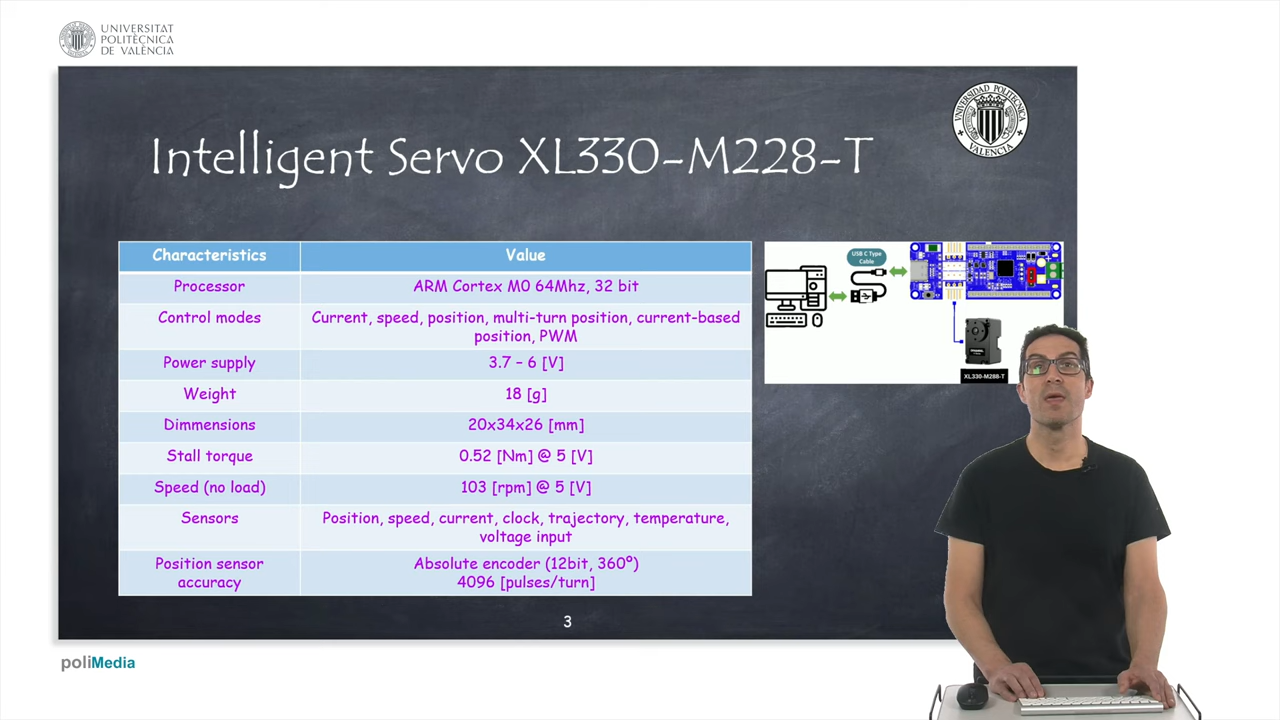 UNIVERSITAT
POLITÈCNICA
DE VALÈNCIA
UNIVERSIDAD POLITECNICA
VALENCIA
Intelligent Servo XL330-M228-T
Characteristics Value
Processor ARM Cortex M0 64Mhz, 32 bit
Control modes Current, speed, position, multi-turn position, current-based
position, PWM
Power supply 3.7 – 6 [V]
Weight 18 [g]
Dimmensions 20x34x26 [mm]
Stall torque 0.52 [Nm] @ 5 [V]
Speed (no load) 103 [rpm] @ 5 [V]
Sensors Position, speed, current, clock, trajectory, temperature,
voltage input
Position sensor Absolute encoder (12bit, 360º)
accuracy 4096 [pulses/turn]
USB C Type
Cable
XL330-M288-T
3
poliMedia